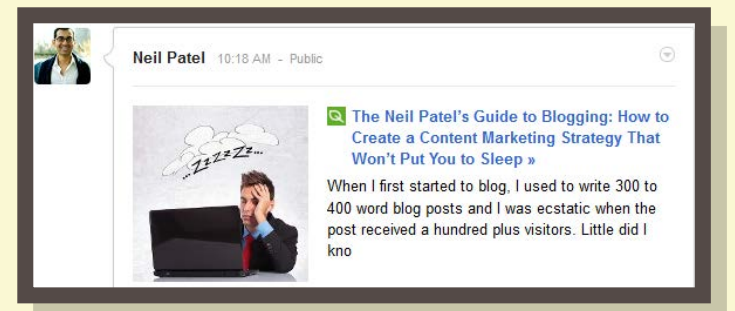 Neil Patel 10:18 AM - Public
...zzZZZz...
The Neil Patel's Guide to Blogging: How to
Create a Content Marketing Strategy That
Won't Put You to Sleep »
When I first started to blog, I used to write 300 to
400 word blog posts and I was ecstatic when the
post received a hundred plus visitors. Little did I
kno